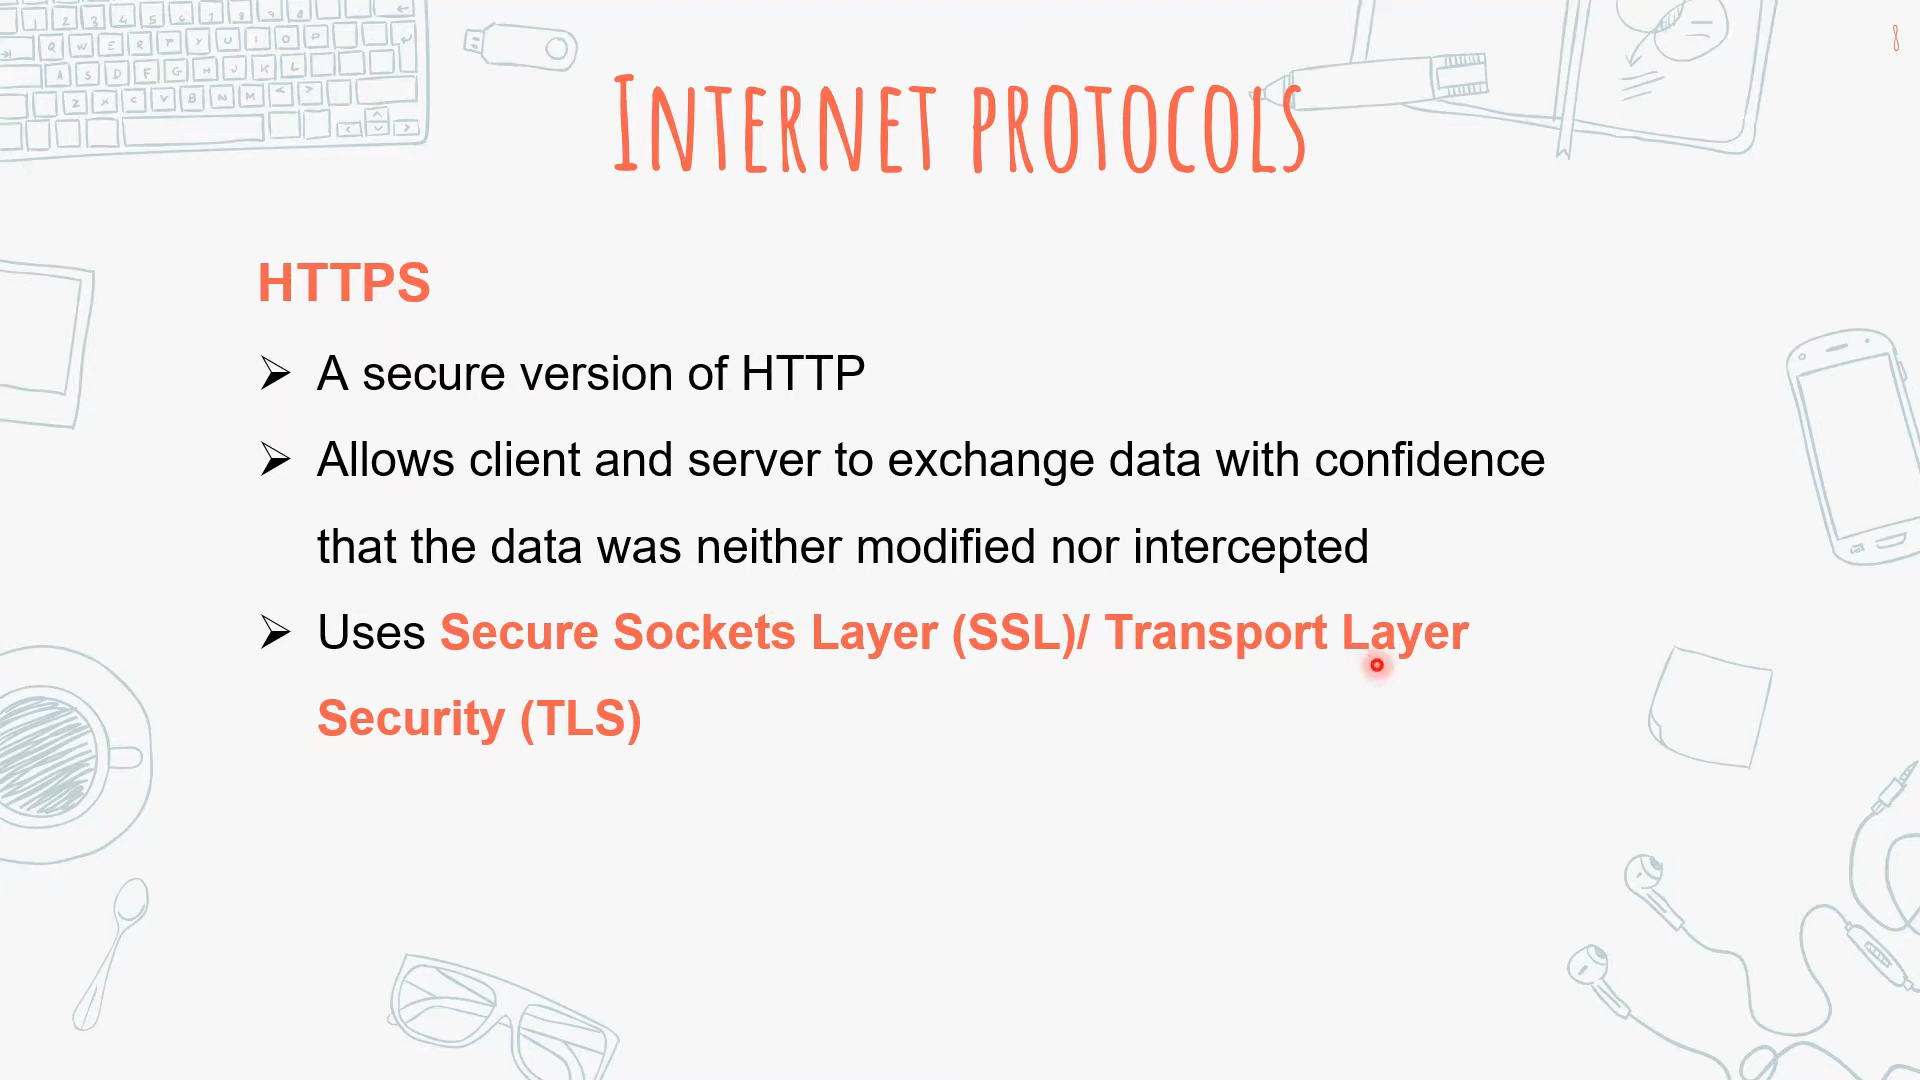 8
INTERNET PROTOCOLS
HTTPS
➢ A secure version of HTTP
➢ Allows client and server to exchange data with confidence
that the data was neither modified nor intercepted
➢ Uses Secure Sockets Layer (SSL)/ Transport Layer
Security (TLS)